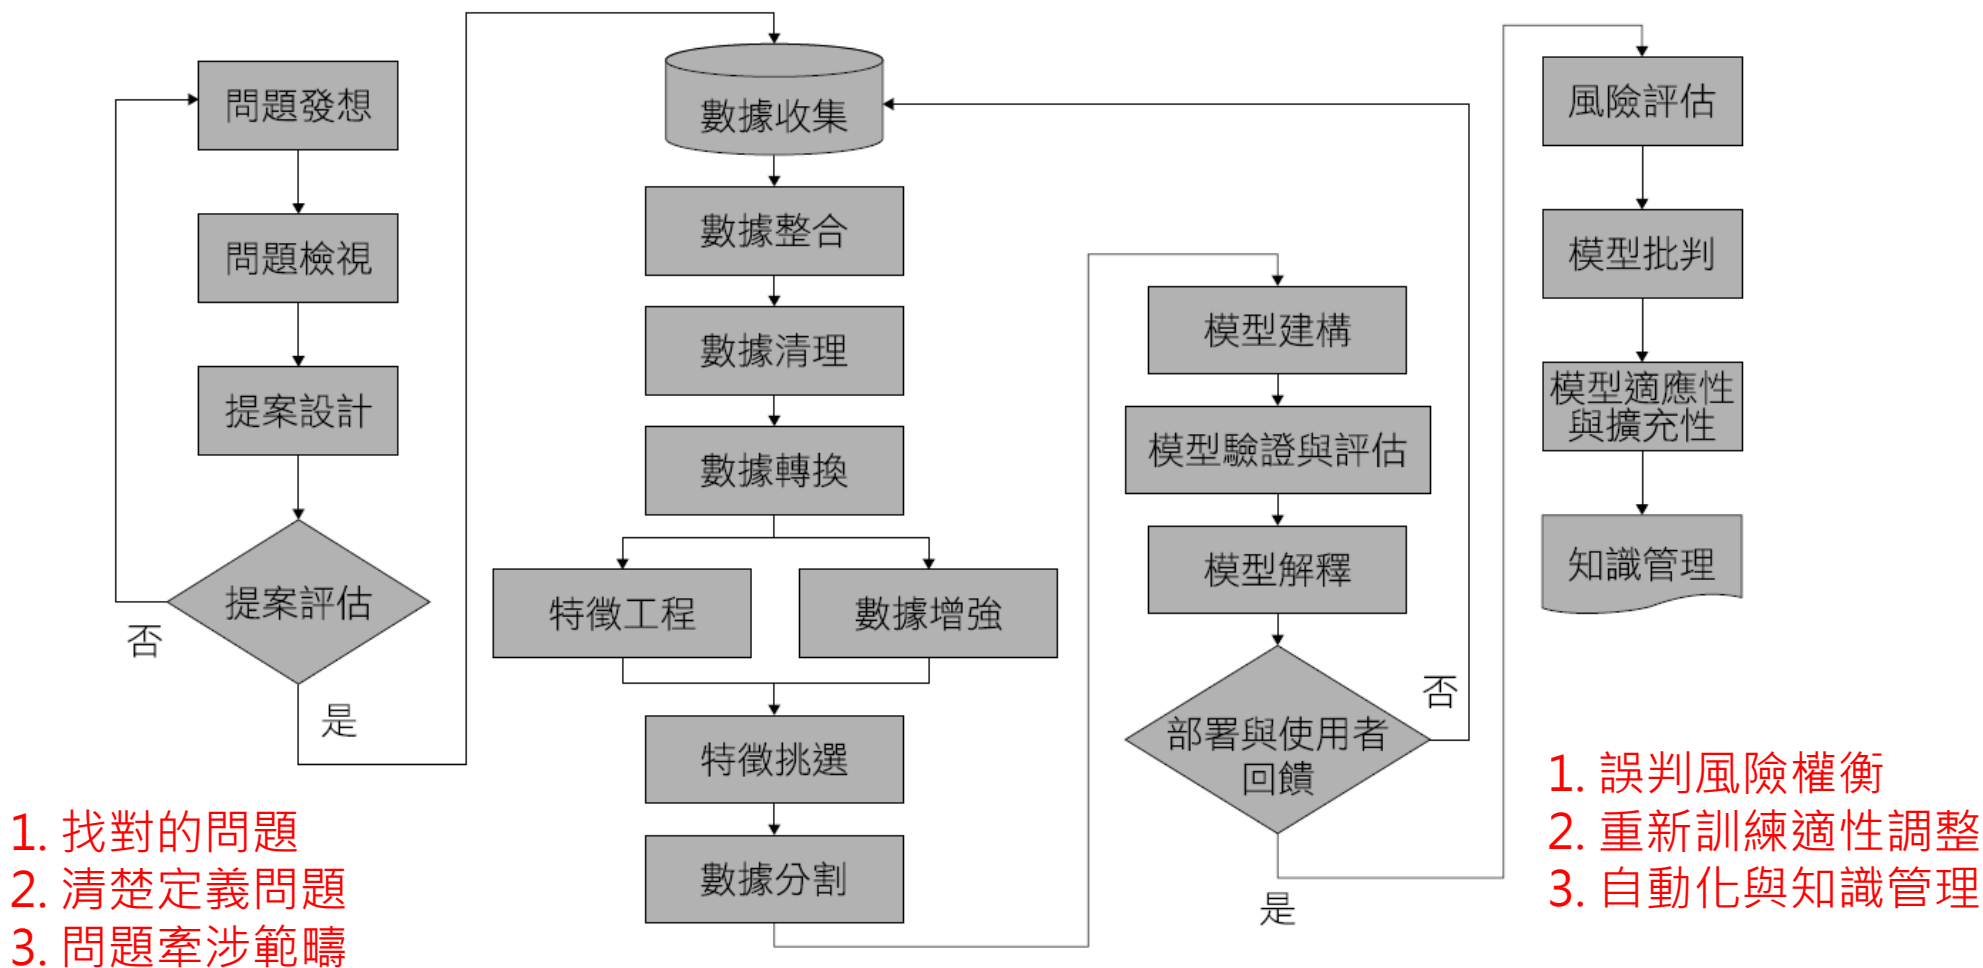 問題發想
問題檢視
提案設計
提案評估
否
是
1. 找對的問題
2. 清楚定義問題
3. 問題牽涉範疇
數據收集
數據整合
數據清理
數據轉換
特徵工程
數據增強
特徵挑選
數據分割
模型建構
模型驗證與評估
模型解釋
部署與使用者
回饋
否
是
風險評估
模型批判
模型適應性
與擴充性
知識管理
1. 誤判風險權衡
2. 重新訓練適性調整
3. 自動化與知識管理